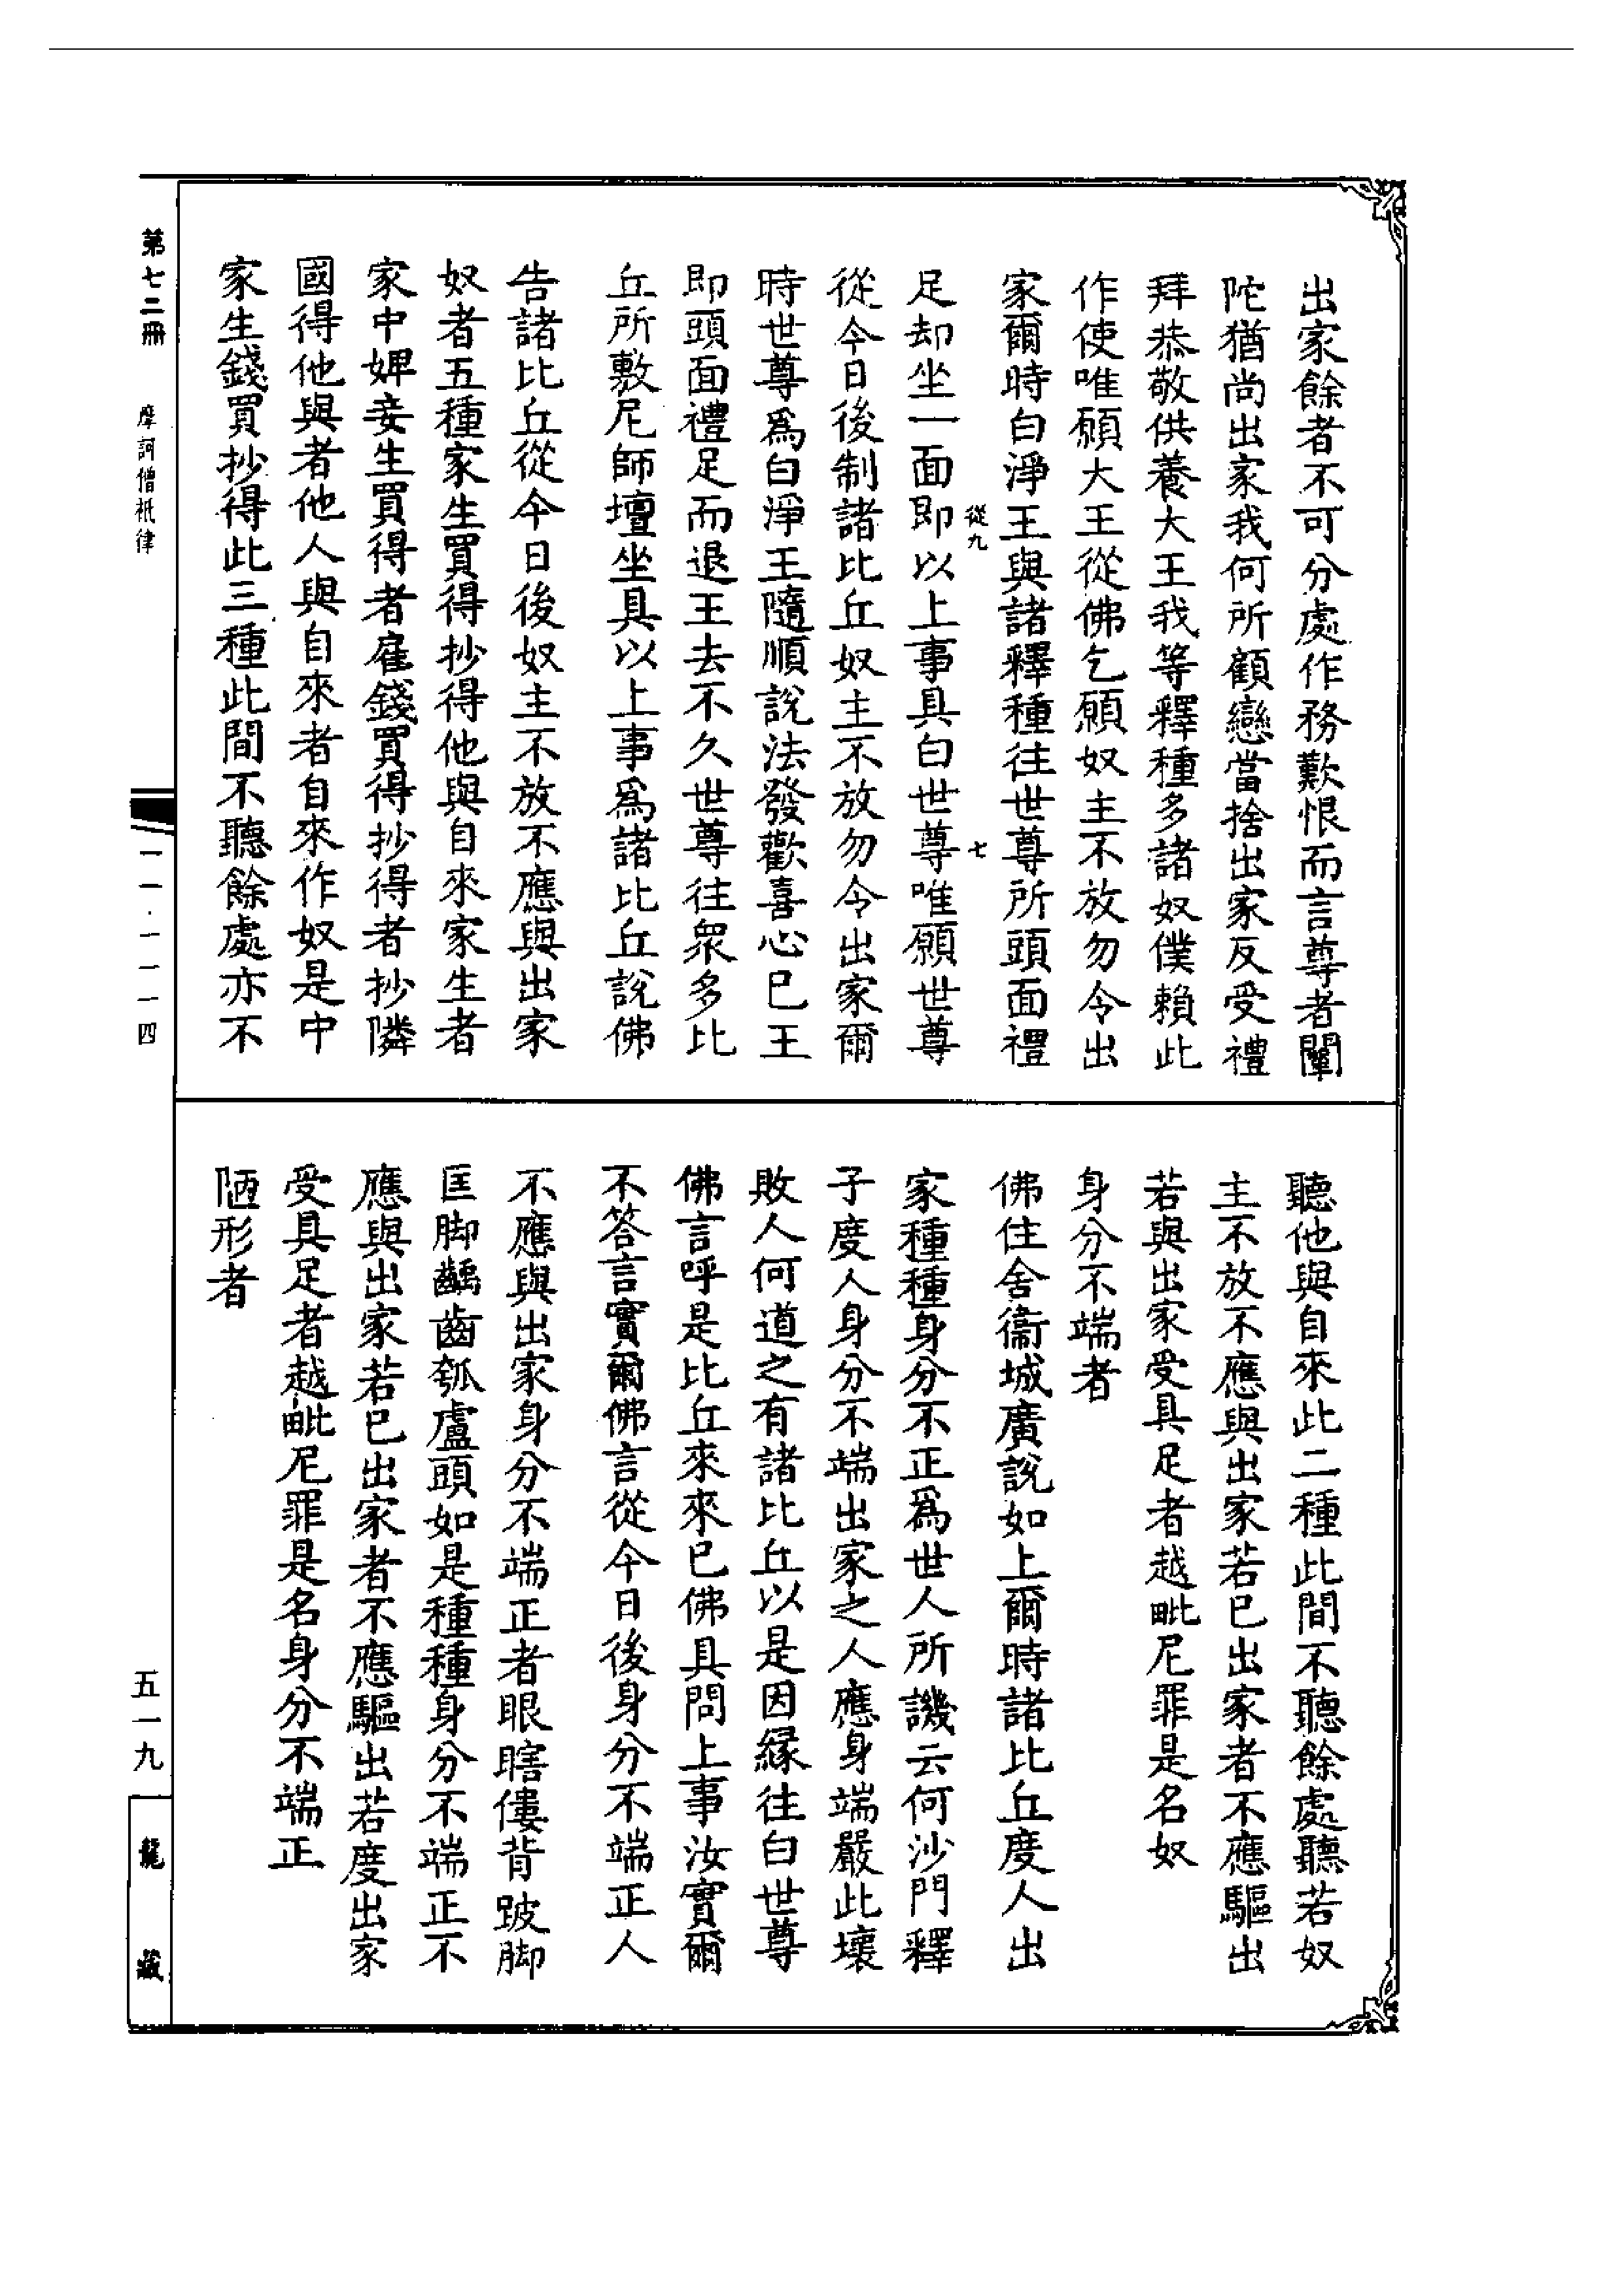 出家餘者不可分處作務歎恨而言尊者闡
陀猶尚出家我何所顧戀當捨出家反受禮
拜恭敬供養大王我等釋種多諸奴僕賴此
作使唯願大王從佛乞願奴主不放勿令出
家爾時白淨王與諸釋種往世尊所頭面禮
從九 七
足却坐一面即以上事具白世尊唯願世尊
從今日後制諸比丘奴主不放勿令出家爾
時世尊爲白淨王隨順說法發歡喜心已王
即頭面禮足而退王去不久世尊往衆多比
丘所敷尼師壇坐具以上事爲諸比丘說佛
告諸比丘從今日後奴主不放不應與出家
奴者五種家生買得抄得他與自來家生者
家中婢妾生買得者雇錢買得抄得者抄隣
國得他與者他人與自來者自來作奴是中
家生錢買抄得此三種此間不聽餘處亦不
聽他與自來此二種此間不聽餘處聽若奴
主不放不應與出家若已出家者不應驅出
若與出家受具足者越毗尼罪是名奴
身分不端者
佛住舍衞城廣說如上爾時諸比丘度人出
家種種身分不正爲世人所譏云何沙門釋
子度人身分不端出家之人應身端嚴此壞
敗人何道之有諸比丘以是因緣往白世尊
佛言呼是比丘來來已佛具問上事汝實爾
不答言實爾佛言從今日後身分不端正人
不應與出家身分不端正者眼瞎僂背跛脚
匡脚齲齒瓠盧頭如是種種身分不端正不
應與出家若已出家者不應驅出若度出家
受具足者越毗尼罪是名身分不端正
陋形者
第七二冊 摩訶僧祇律
一一·一一一四
五一九
龍藏